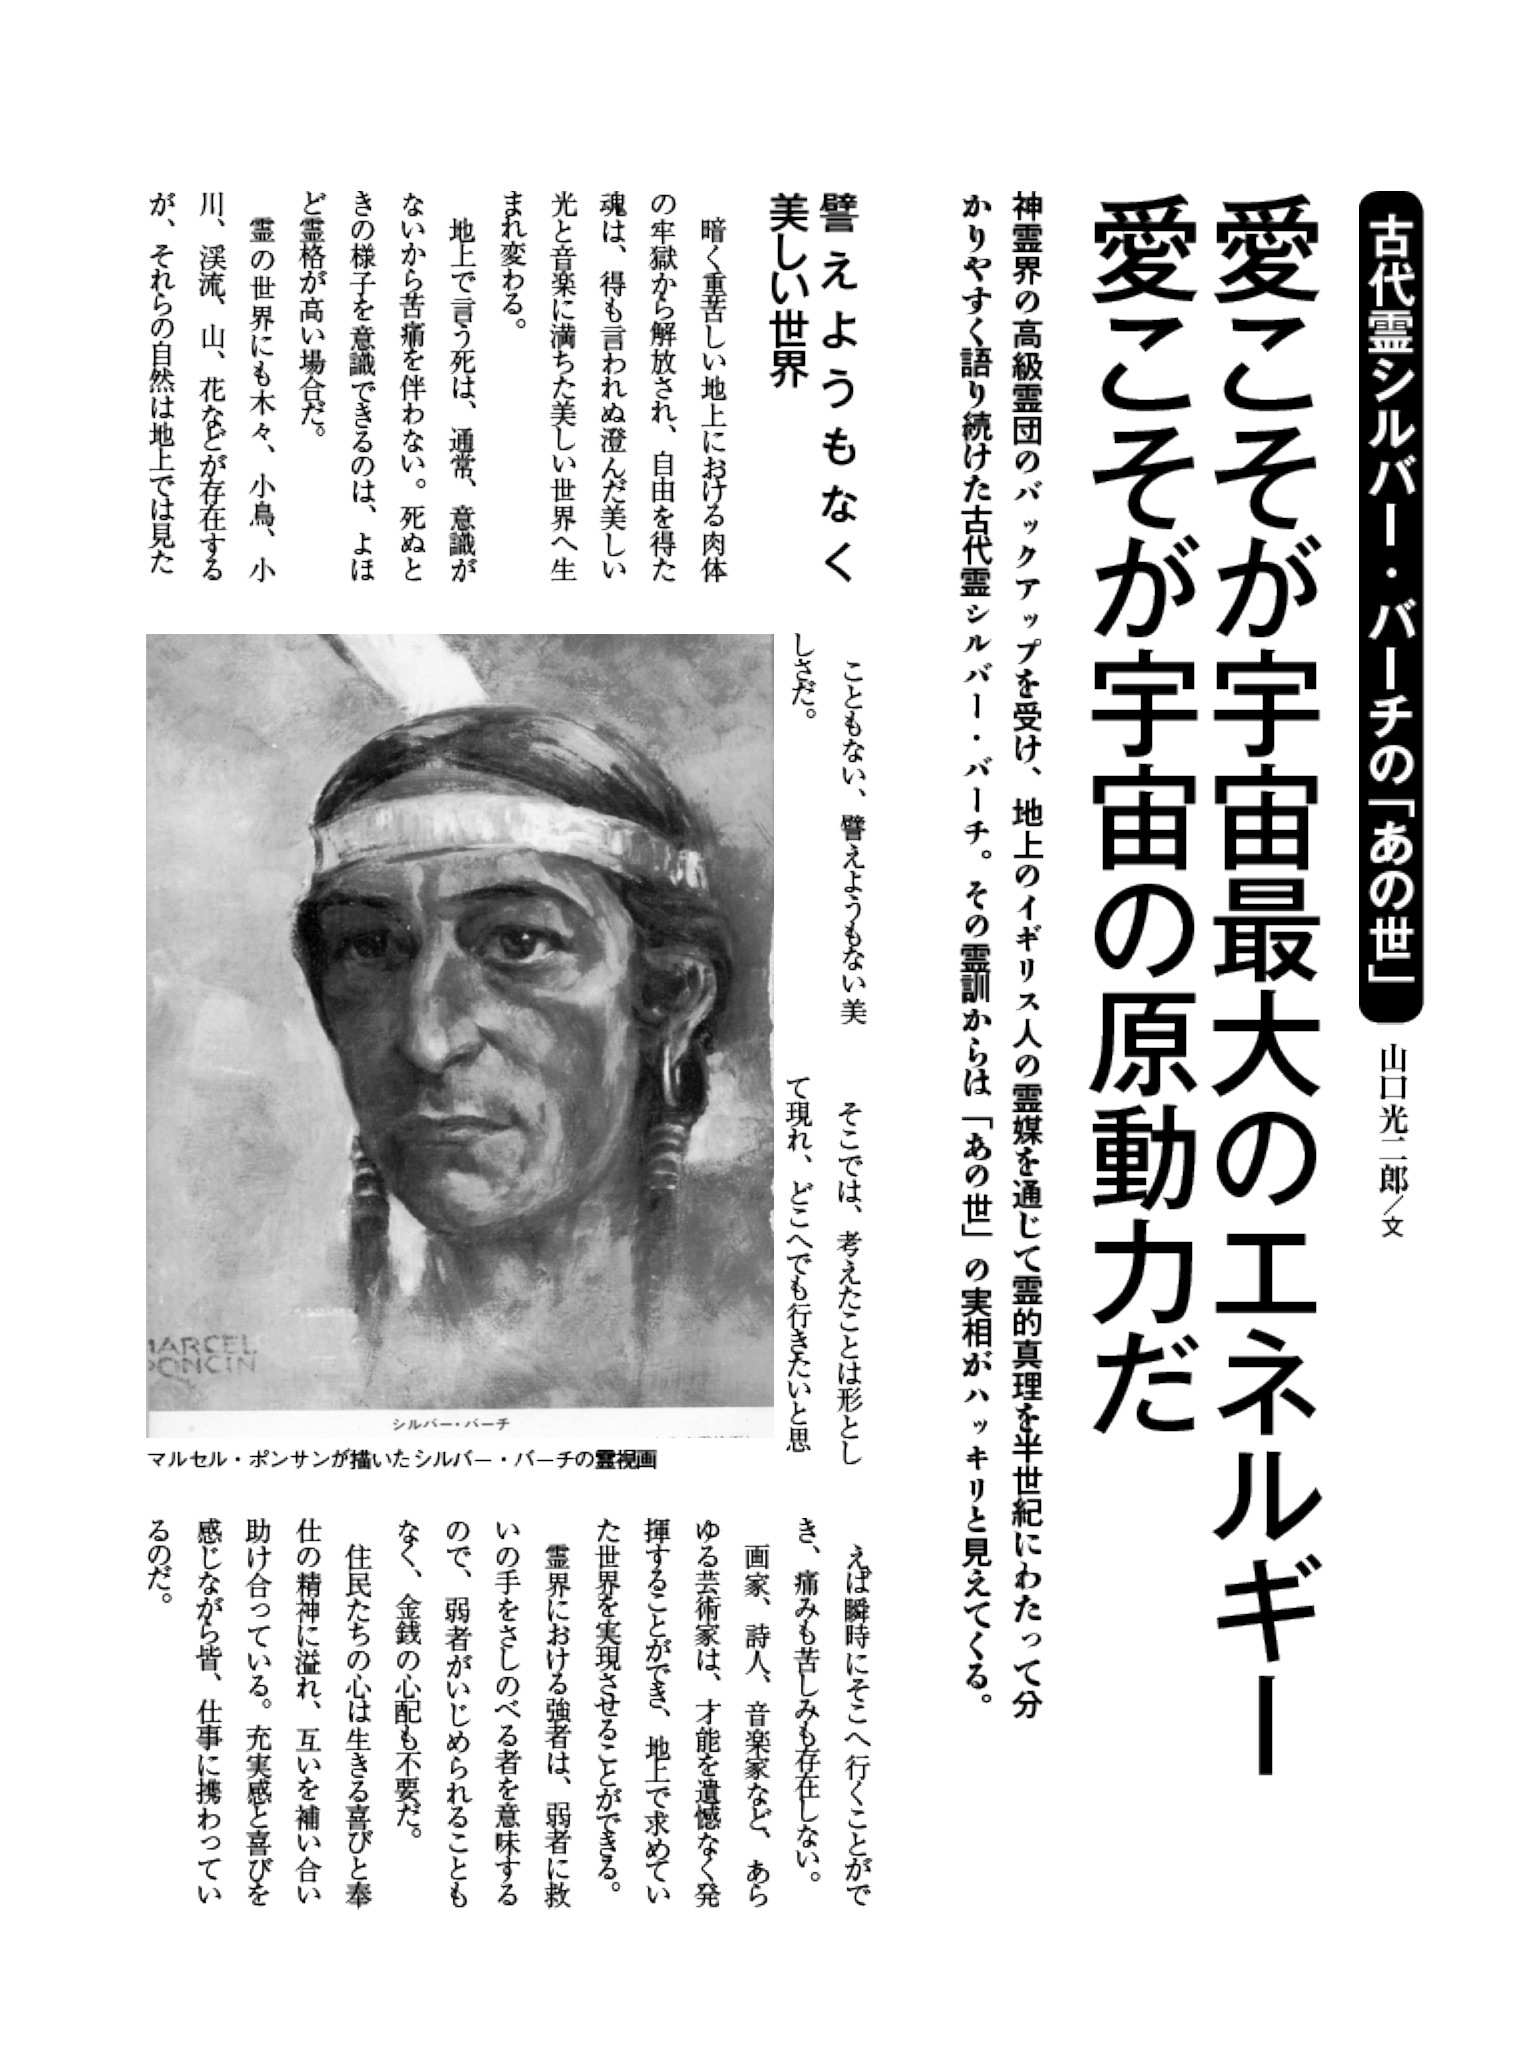 古代霊シルバー・バーチの「あの世」
山口光二郎/文
愛こそが宇宙最大のエネルギー
愛こそが宇宙の原動力だ
神霊界の高級霊団のバックアップを受け、地上のイギリス人の霊媒を通じて霊的真理を半世紀にわたって分
かりやすく語り続けた古代霊シルバー・バーチ。その霊訓からは「あの世」の実相がハッキリと見えてくる。
譬えようもなく
美しい世界
暗く重苦しい地上における肉体
の牢獄から解放され、自由を得た
魂は、得も言われぬ澄んだ美しい
光と音楽に満ちた美しい世界へ生
まれ変わる。
地上で言う死は、通常、意識が
ないから苦痛を伴わない。死ぬと
きの様子を意識できるのは、よほ
ど霊格が高い場合だ。
霊の世界にも木々、小鳥、小
川、渓流、山、花などが存在する
が、それらの自然は地上では見た
こともない、譬えようもない美
しさだ。
そこでは、考えたことは形とし
て現れ、どこへでも行きたいと思
えば瞬時にそこへ行くことがで
き、痛みも苦しみも存在しない。
画家、詩人、音楽家など、あら
ゆる芸術家は、才能を遺憾なく発
揮することができ、地上で求めてい
た世界を実現させることができる。
霊界における強者は、弱者に救
いの手をさしのべる者を意味する
ので、弱者がいじめられることも
なく、金銭の心配も不要だ。
住民たちの心は生きる喜びと奉
仕の精神に溢れ、互いを補い合い
助け合っている。充実感と喜びを
感じながら皆、仕事に携わってい
るのだ。
MARCEL
PONCIN
シルバー・バーチ
マルセル・ポンサンが描いたシルバー・バーチの霊視画